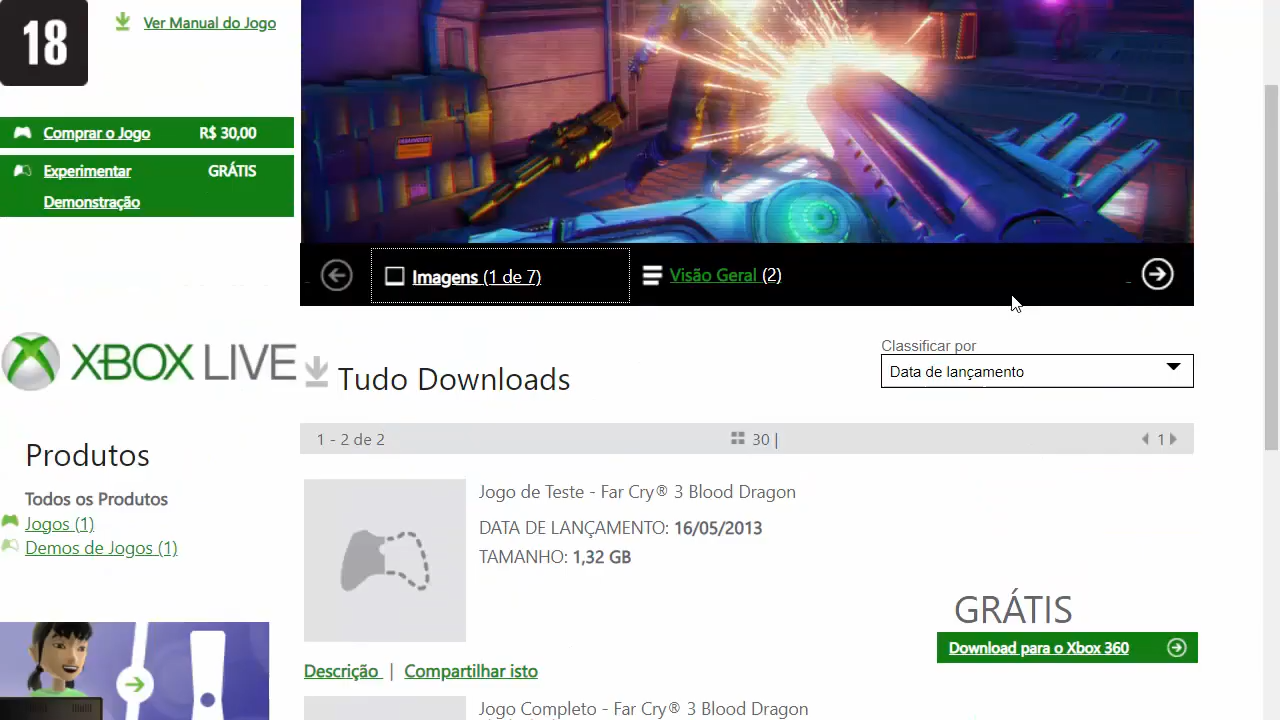 18
Ver Manual do Jogo
Comprar o Jogo R$ 30,00
Experimentar GRÁTIS
Demonstração
Imagens (1 de 7)
Visão Geral (2)
XBOX LIVE
Classificar por
Data de lançamento
Tudo Downloads
1 - 2 de 2
30 |
1
Produtos
Todos os Produtos
Jogos (1)
Demos de Jogos (1)
Jogo de Teste - Far Cry® 3 Blood Dragon
DATA DE LANÇAMENTO: 16/05/2013
TAMANHO: 1,32 GB
GRÁTIS
Download para o Xbox 360
Descrição | Compartilhar isto
Jogo Completo - Far Cry® 3 Blood Dragon